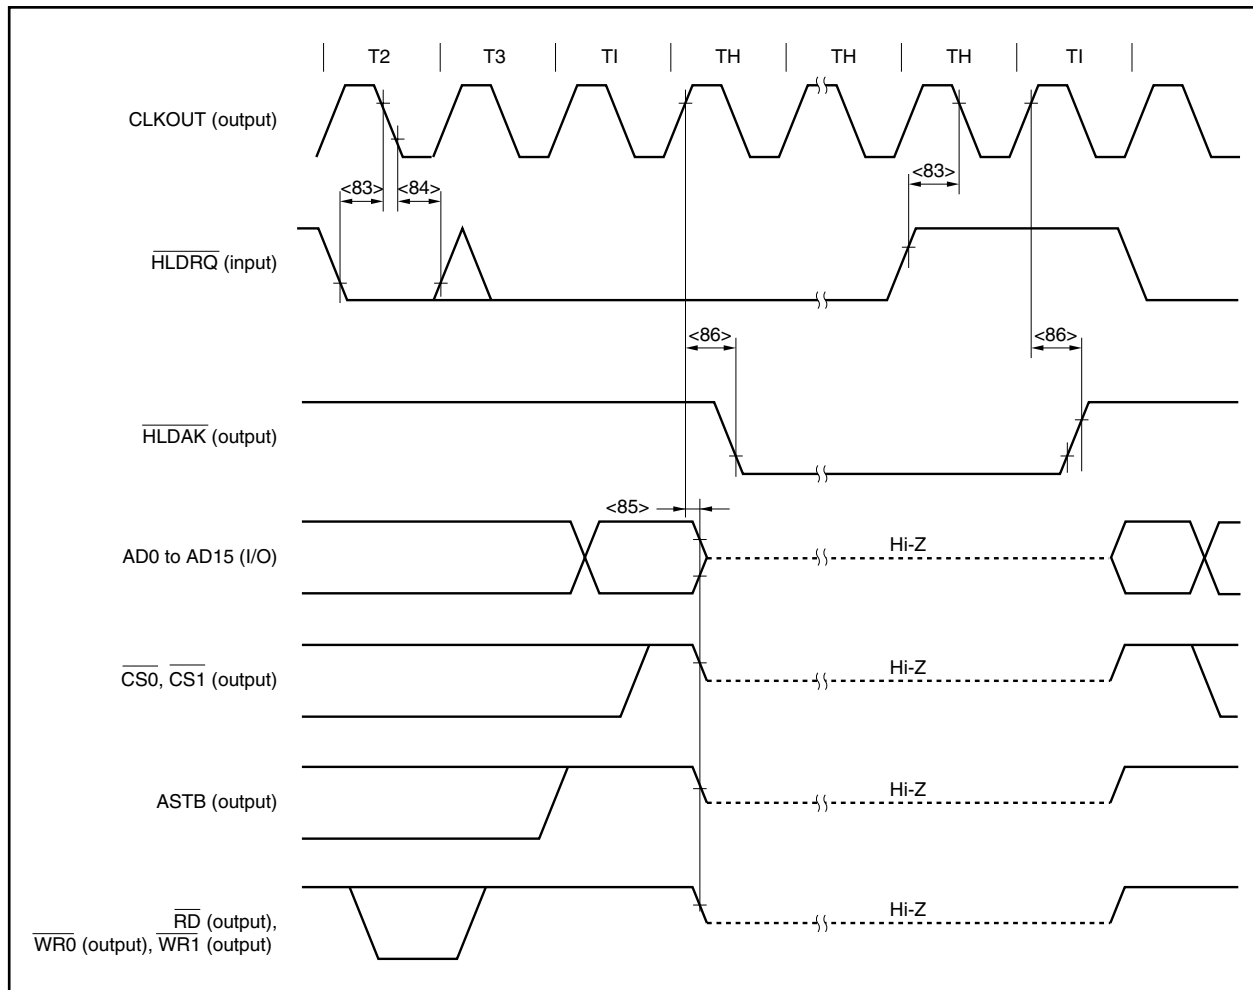 T2 T3 TI TH TH TH TI
CLKOUT (output)
<83> <84> <83>
HLDRQ (input)
<86> <86>
HLDAK (output)
<85>
AD0 to AD15 (I/O) Hi-Z
CS0, CS1 (output) Hi-Z
ASTB (output) Hi-Z
RD (output), Hi-Z
WR0 (output), WR1 (output)